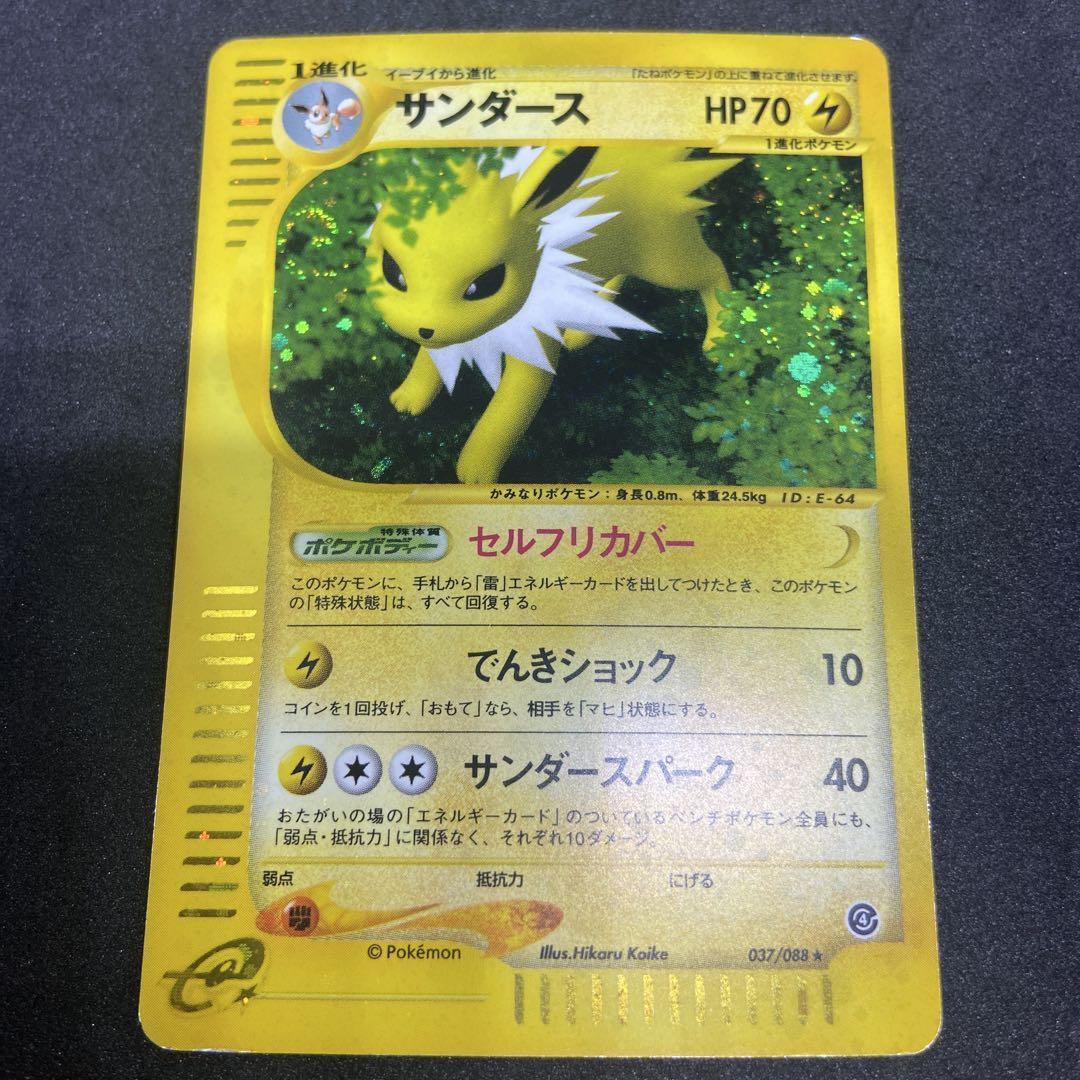 1進化 イーブイから進化 「たねポケモン」の上に重ねて進化させます。
サンダース HP70
1進化ポケモン
かみなりポケモン：身長0.8m、体重24.5kg ID:E-64
特殊体質
ポケボディー セルフリカバー
このポケモンに、手札から「雷」エネルギーカードを出してつけたとき、このポケモン
の「特殊状態」は、すべて回復する。
でんきショック 10
コインを1回投げ、「おもて」なら、相手を「マヒ」状態にする。
サンダースパーク 40
おたがいの場の「エネルギーカード」のついているベンチポケモン全員にも、
「弱点・抵抗力」に関係なく、それぞれ10ダメージ。
弱点 抵抗力 にげる
4
© Pokémon Illus.Hikaru Koike 037/088 ★
e